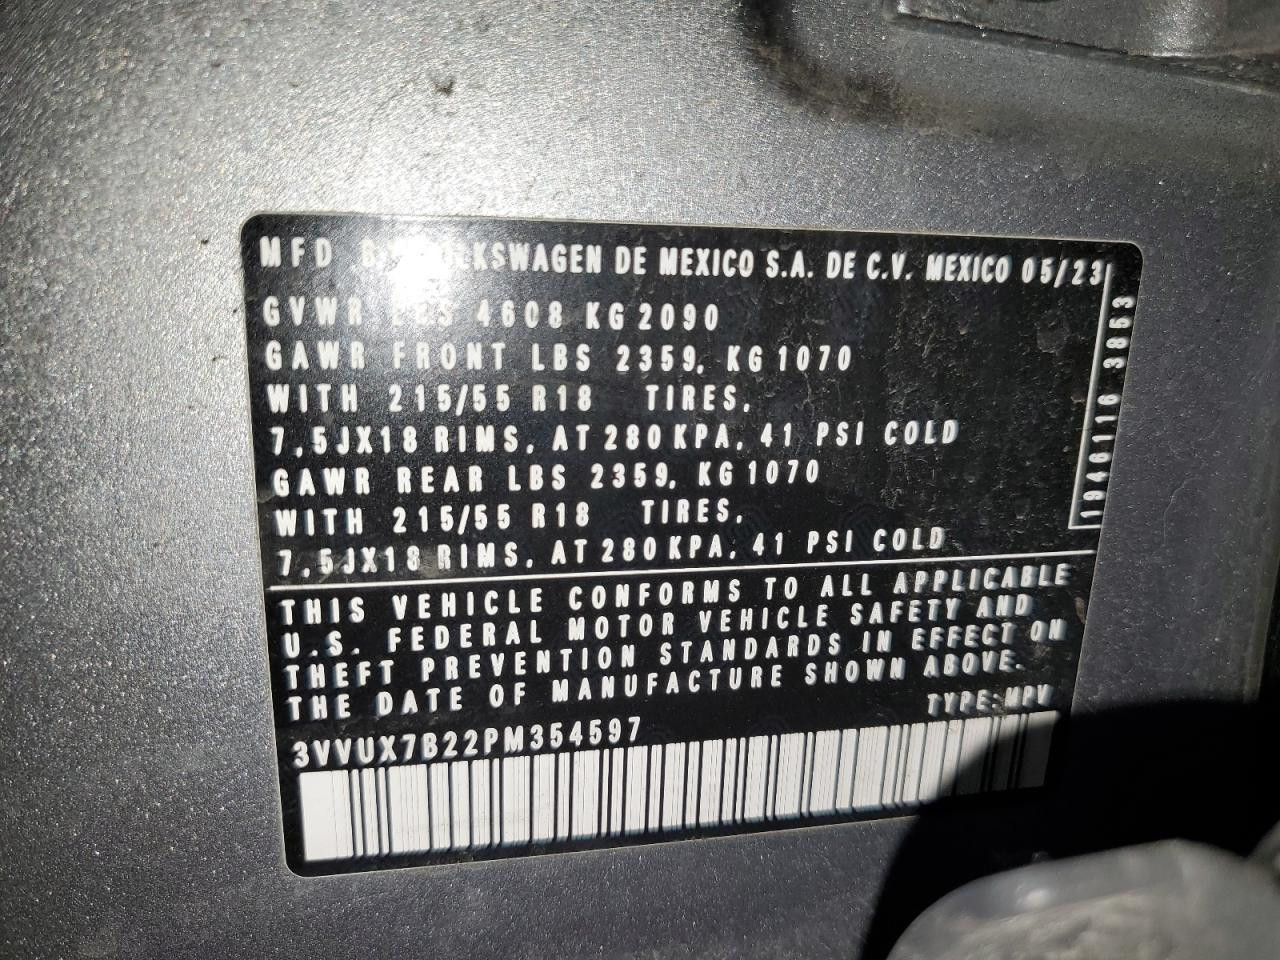 MFD BY VOLKSWAGEN DE MEXICO S.A. DE C.V. MEXICO 05/23
GVWR LBS 4608 KG 2090
GAWR FRONT LBS 2359, KG 1070
WITH 215/55 R18 TIRES,
7,5JX18 RIMS, AT 280 KPA, 41 PSI COLD
GAWR REAR LBS 2359, KG 1070
WITH 215/55 R18 TIRES,
7,5JX18 RIMS, AT 280 KPA, 41 PSI COLD
1946116 3853
THIS VEHICLE CONFORMS TO ALL APPLICABLE
U.S. FEDERAL MOTOR VEHICLE SAFETY AND
THEFT PREVENTION STANDARDS IN EFFECT ON
THE DATE OF MANUFACTURE SHOWN ABOVE.
TYPE: MPV
3VVUX7B22PM354597